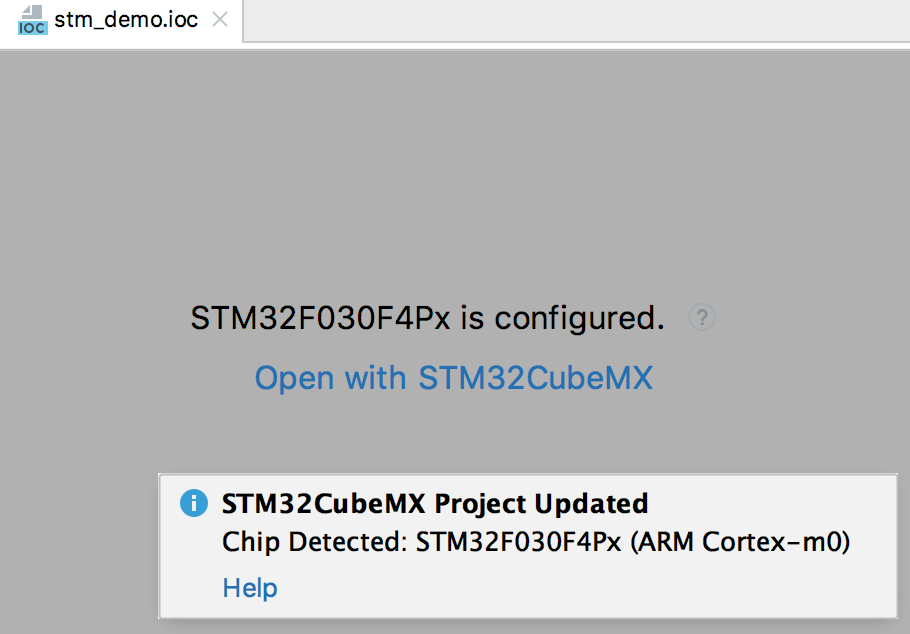 IOC stm_demo.ioc
STM32F030F4Px is configured. ?
Open with STM32CubeMX
STM32CubeMX Project Updated
Chip Detected: STM32F030F4Px (ARM Cortex-m0)
Help